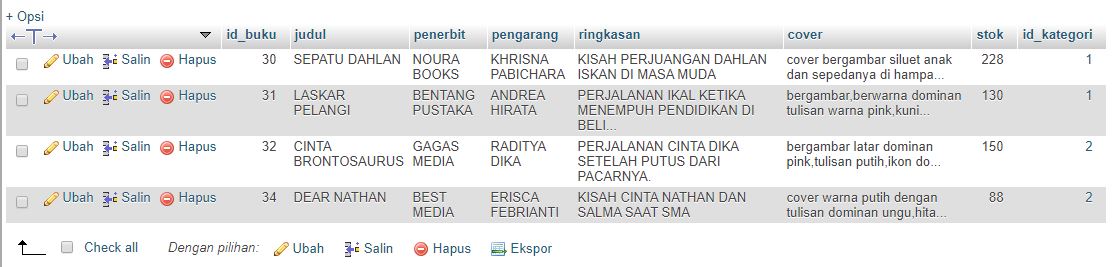 + Opsi
←T→ id_buku judul penerbit pengarang ringkasan cover stok id_kategori
Ubah Salin Hapus 30 SEPATU DAHLAN NOURA BOOKS KHRISNA PABICHARA KISAH PERJUANGAN DAHLAN ISKAN DI MASA MUDA cover bergambar siluet anak dan sepedanya di hampa... 228 1
Ubah Salin Hapus 31 LASKAR PELANGI BENTANG PUSTAKA ANDREA HIRATA PERJALANAN IKAL KETIKA MENEMPUH PENDIDIKAN DI BELI... bergambar,berwarna dominan tulisan warna pink,kuni... 130 1
Ubah Salin Hapus 32 CINTA BRONTOSAURUS GAGAS MEDIA RADITYA DIKA PERJALANAN CINTA DIKA SETELAH PUTUS DARI PACARNYA. bergambar latar dominan pink,tulisan putih,ikon do... 150 2
Ubah Salin Hapus 34 DEAR NATHAN BEST MEDIA ERISCA FEBRIANTI KISAH CINTA NATHAN DAN SALMA SAAT SMA cover warna putih dengan tulisan dominan ungu,hita... 88 2
Check all Dengan pilihan: Ubah Salin Hapus Ekspor